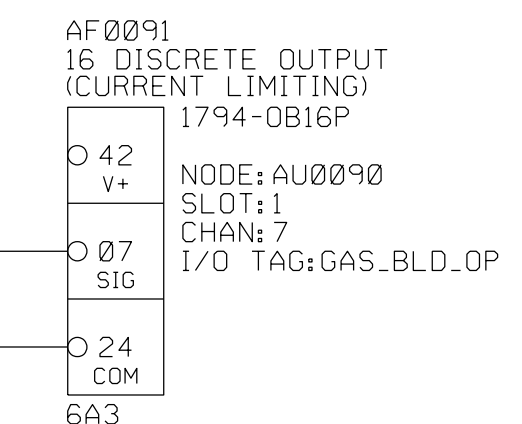 AF0091
16 DISCRETE OUTPUT
(CURRENT LIMITING)
1794-OB16P
42
V+
NODE:AU0090
SLOT:1
CHAN:7
I/O TAG:GAS_BLD_OP
07
SIG
24
COM
6A3